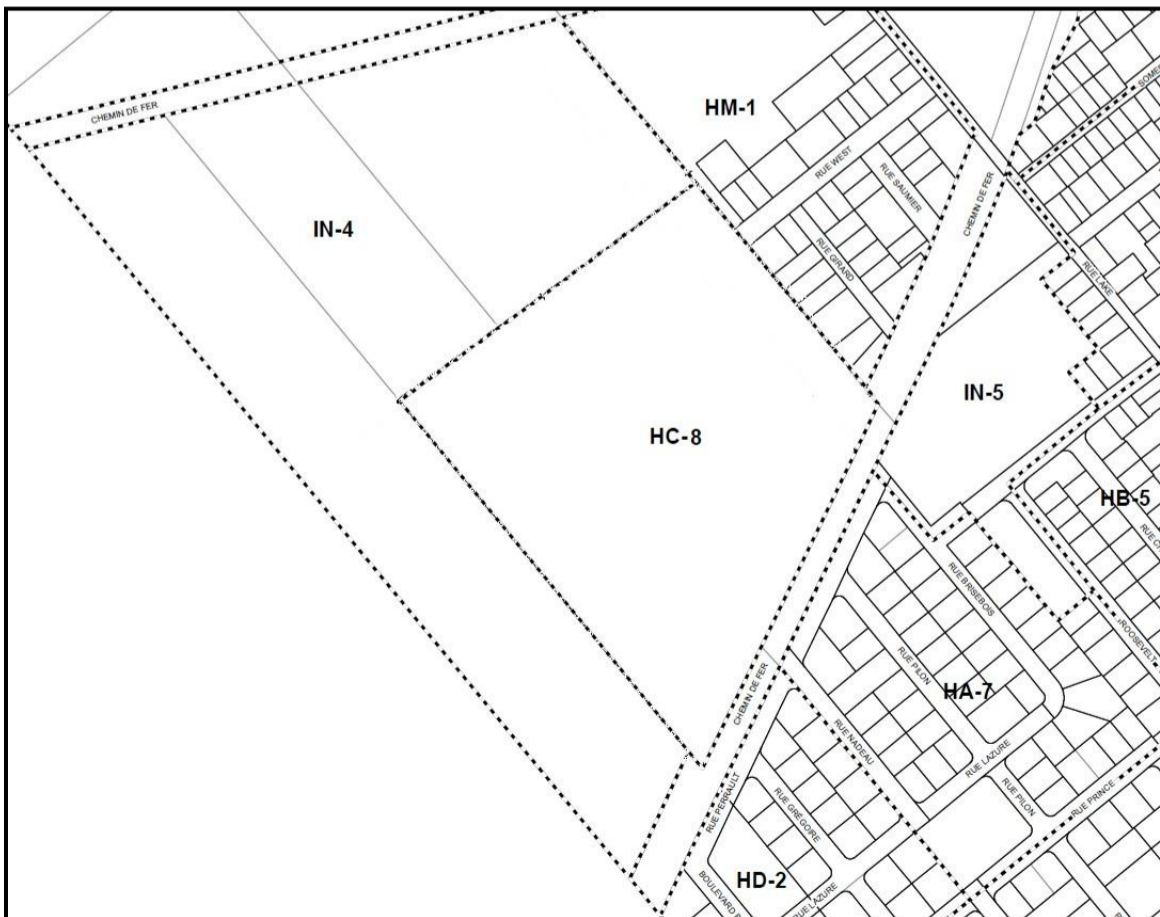 HM-1
CHEMIN DE FER
RUE WEST
RUE SAUMIER
CHEMIN DE FER
IN-4
RUE GIRARD
RUE LAKE
IN-5
HC-8
HB-5
RUE BRISEBOIS
ROOSEVELT
RUE PILON
HA-7
CHEMIN DE FER
RUE NADEAU
RUE LAZURE
RUE PERRAULT
RUE PILON
RUE PRINCE
RUE GRÉGOIRE
HD-2
BOULEVARD
RUE LAZURE